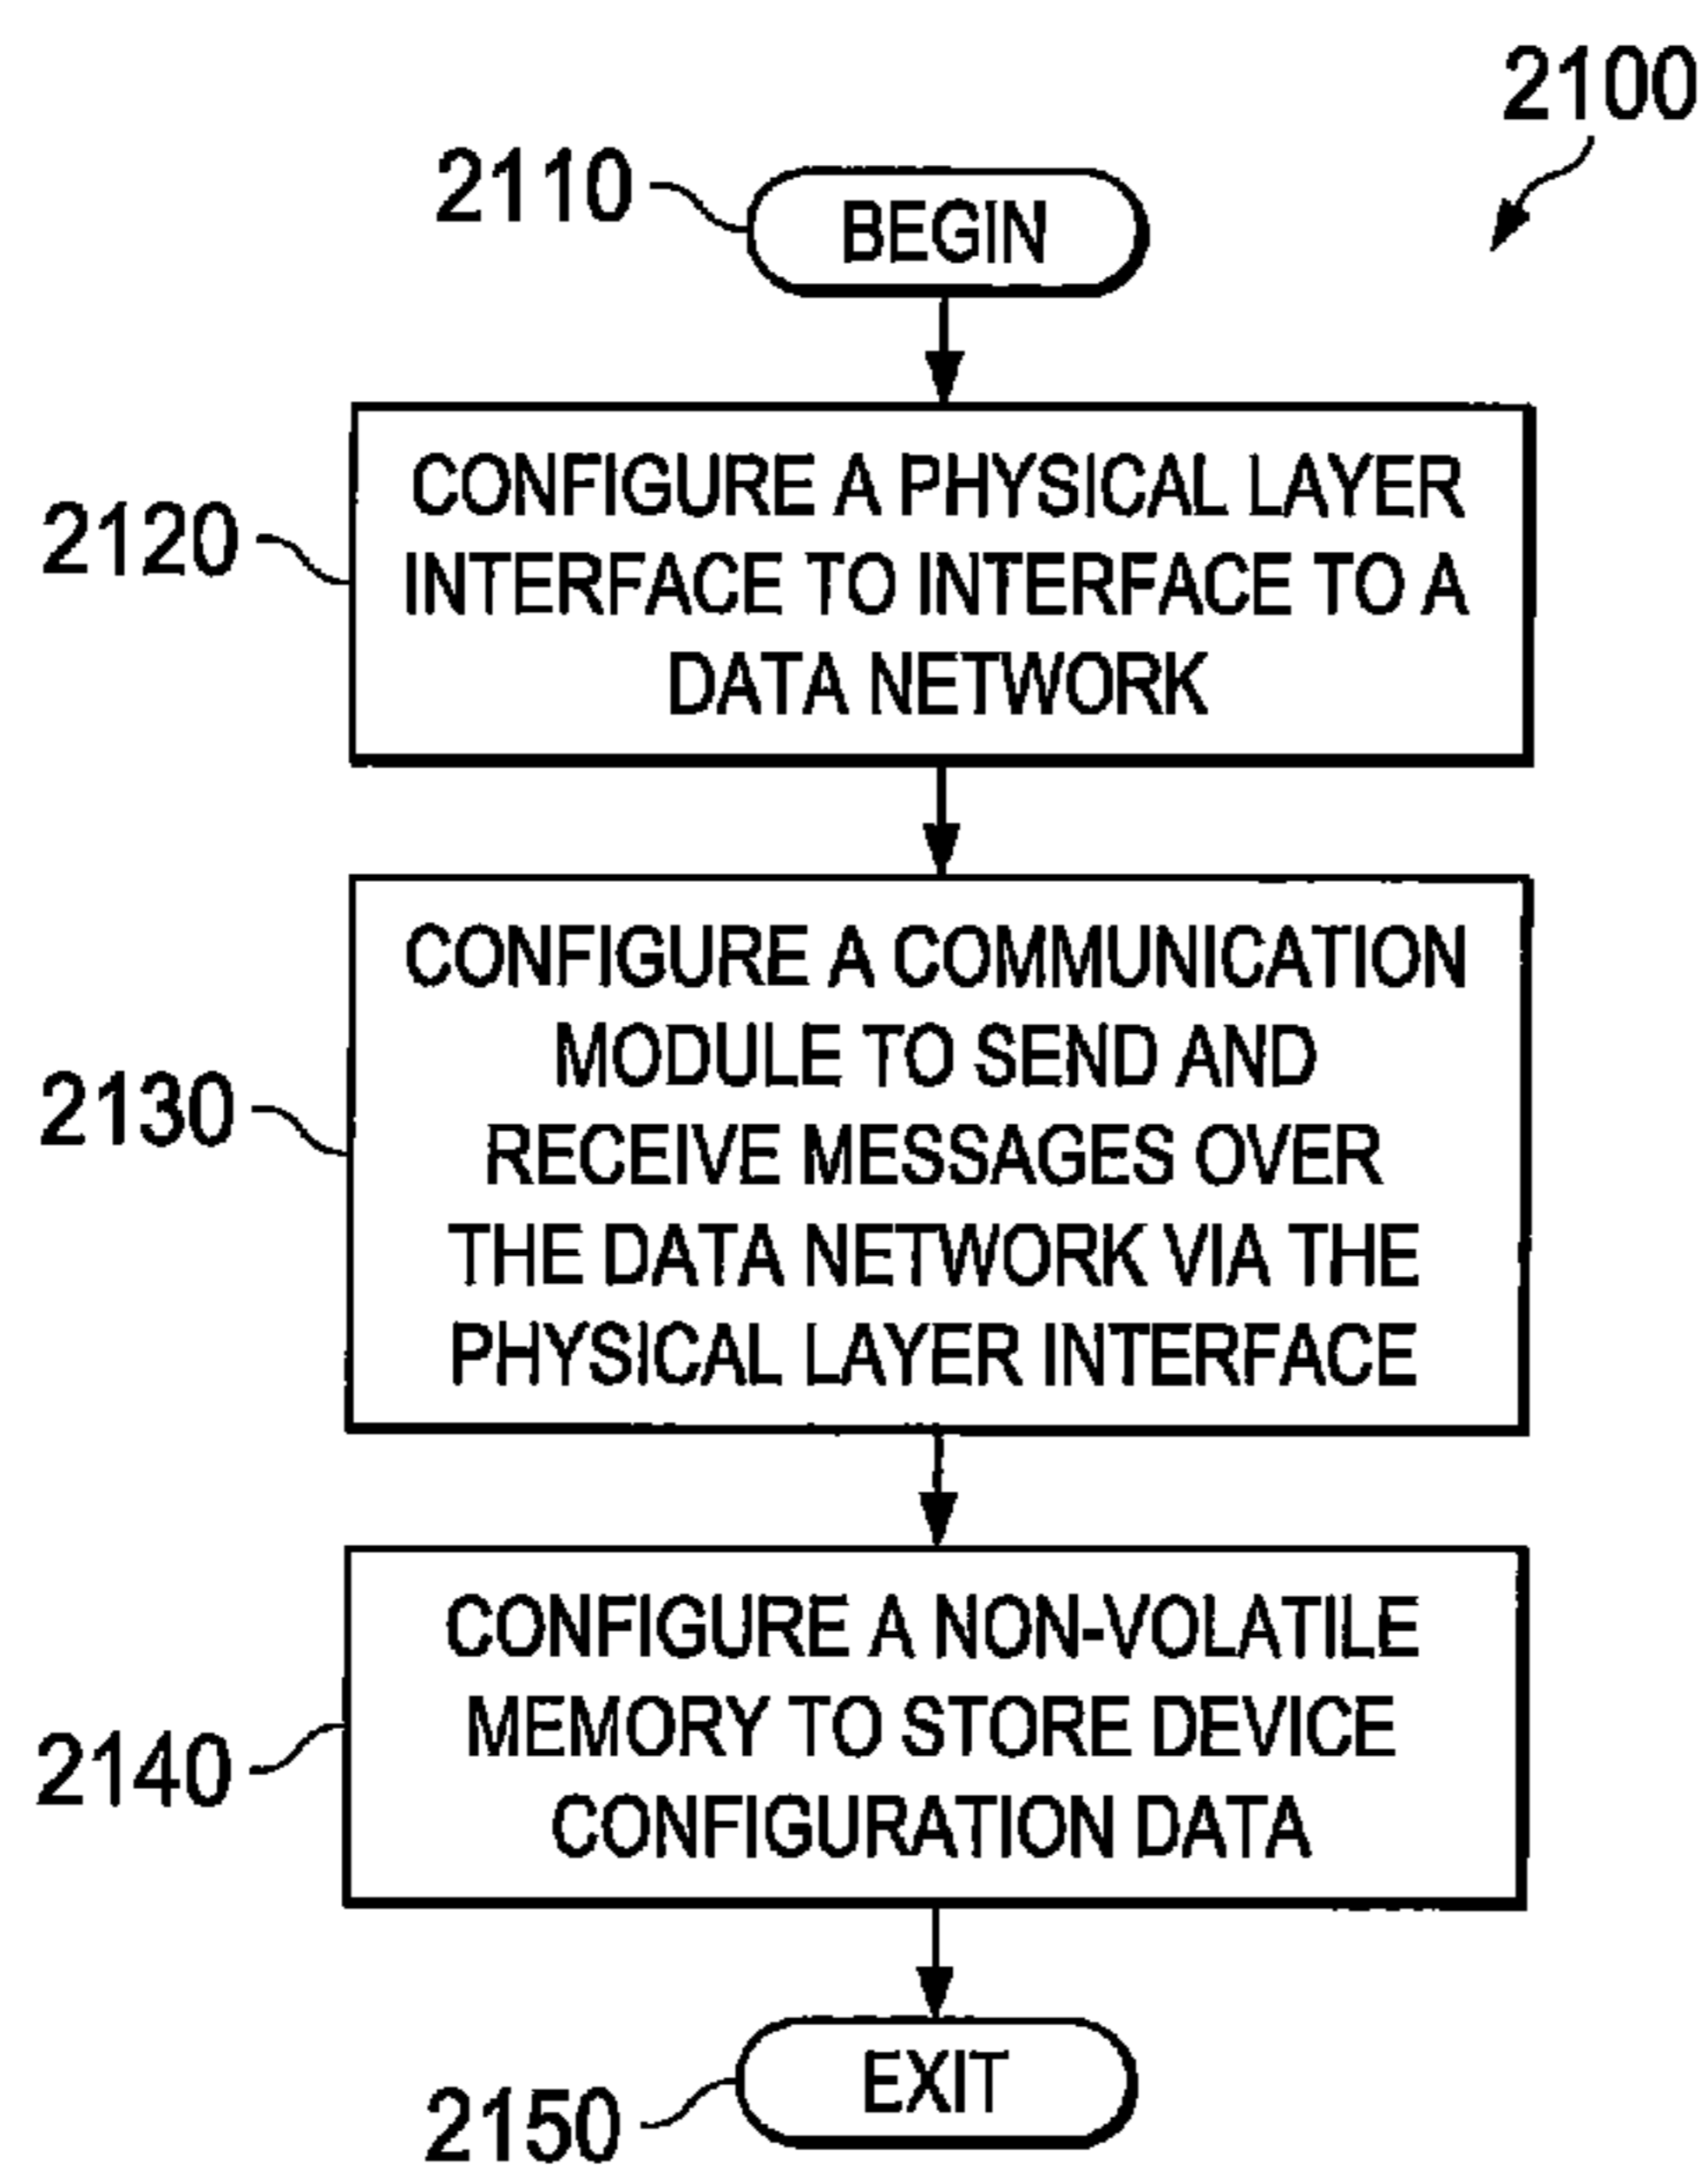 2100
2110
BEGIN
2120
CONFIGURE A PHYSICAL LAYER
INTERFACE TO INTERFACE TO A
DATA NETWORK
2130
CONFIGURE A COMMUNICATION
MODULE TO SEND AND
RECEIVE MESSAGES OVER
THE DATA NETWORK VIA THE
PHYSICAL LAYER INTERFACE
2140
CONFIGURE A NON-VOLATILE
MEMORY TO STORE DEVICE
CONFIGURATION DATA
2150
EXIT